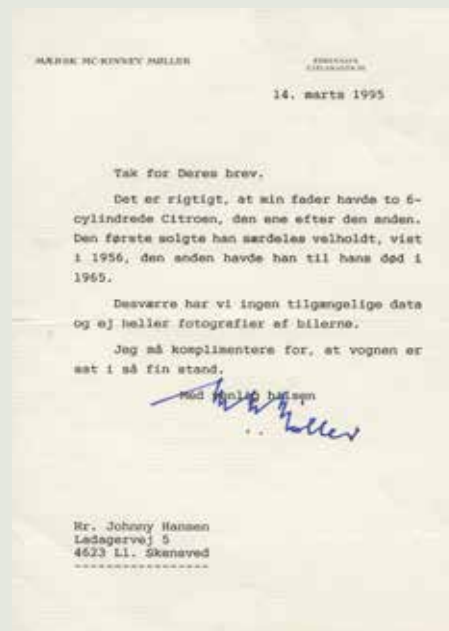 MÆRSK MC-KINNEY MØLLER
14. marts 1995
Tak for Deres brev.
Det er rigtigt, at min fader havde to 6-
cylindrede Citroen, den ene efter den anden.
Den første solgte han særdeles velholdt, vist
i 1956, den anden havde han til hans død i
1965.
Desværre har vi ingen tilgængelige data
og ej heller fotografier af bilerne.
Jeg må komplimentere for, at vognen er
sat i så fin stand.
Med venlig hilsen
Møller
Hr. Johnny Hansen
Ladagervej 5
4623 Ll. Skensved
-----------------